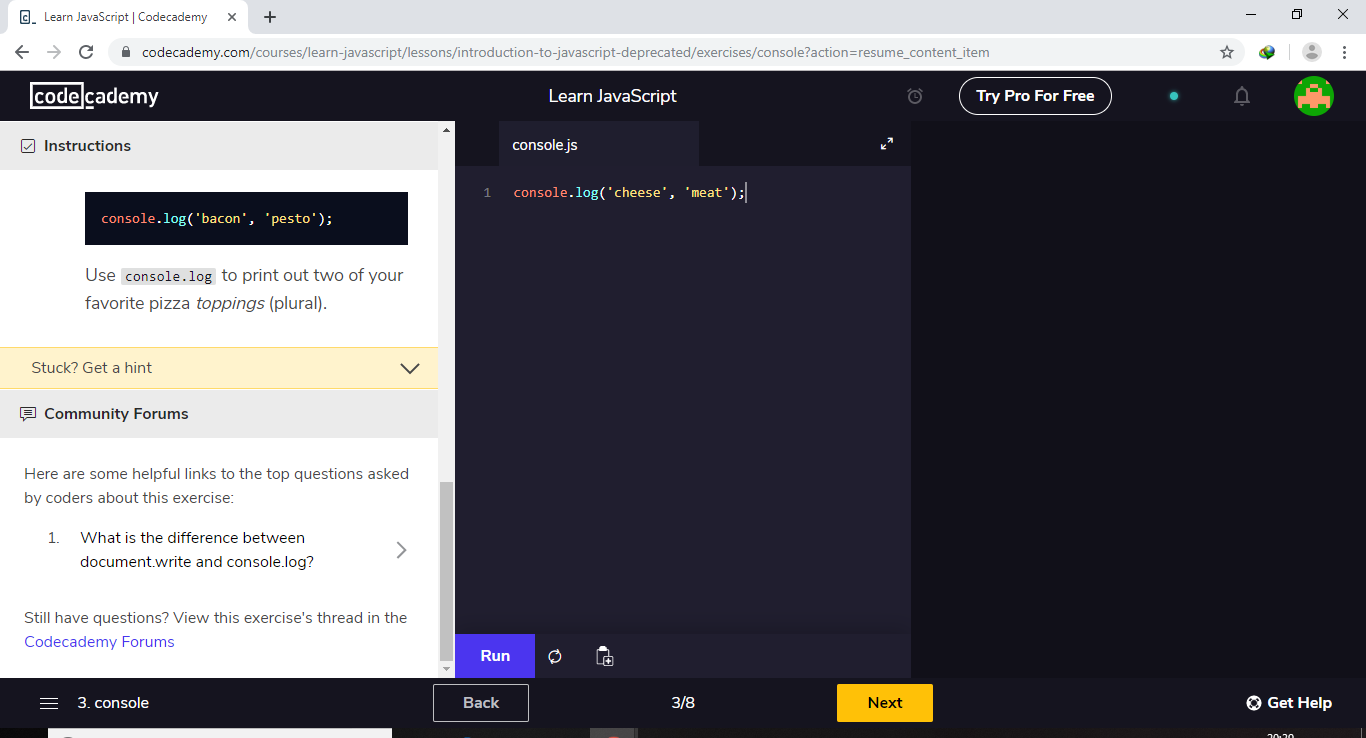 Learn JavaScript | Codecademy
codecademy.com/courses/learn-javascript/lessons/introduction-to-javascript-deprecated/exercises/console?action=resume_content_item
codecademy
Learn JavaScript
Try Pro For Free
Instructions
console.log('bacon', 'pesto');
Use console.log to print out two of your
favorite pizza toppings (plural).
Stuck? Get a hint
Community Forums
Here are some helpful links to the top questions asked
by coders about this exercise:
1. What is the difference between
document.write and console.log?
Still have questions? View this exercise's thread in the
Codecademy Forums
console.js
1 console.log('cheese', 'meat');
Run
3. console
Back
3/8
Next
Get Help